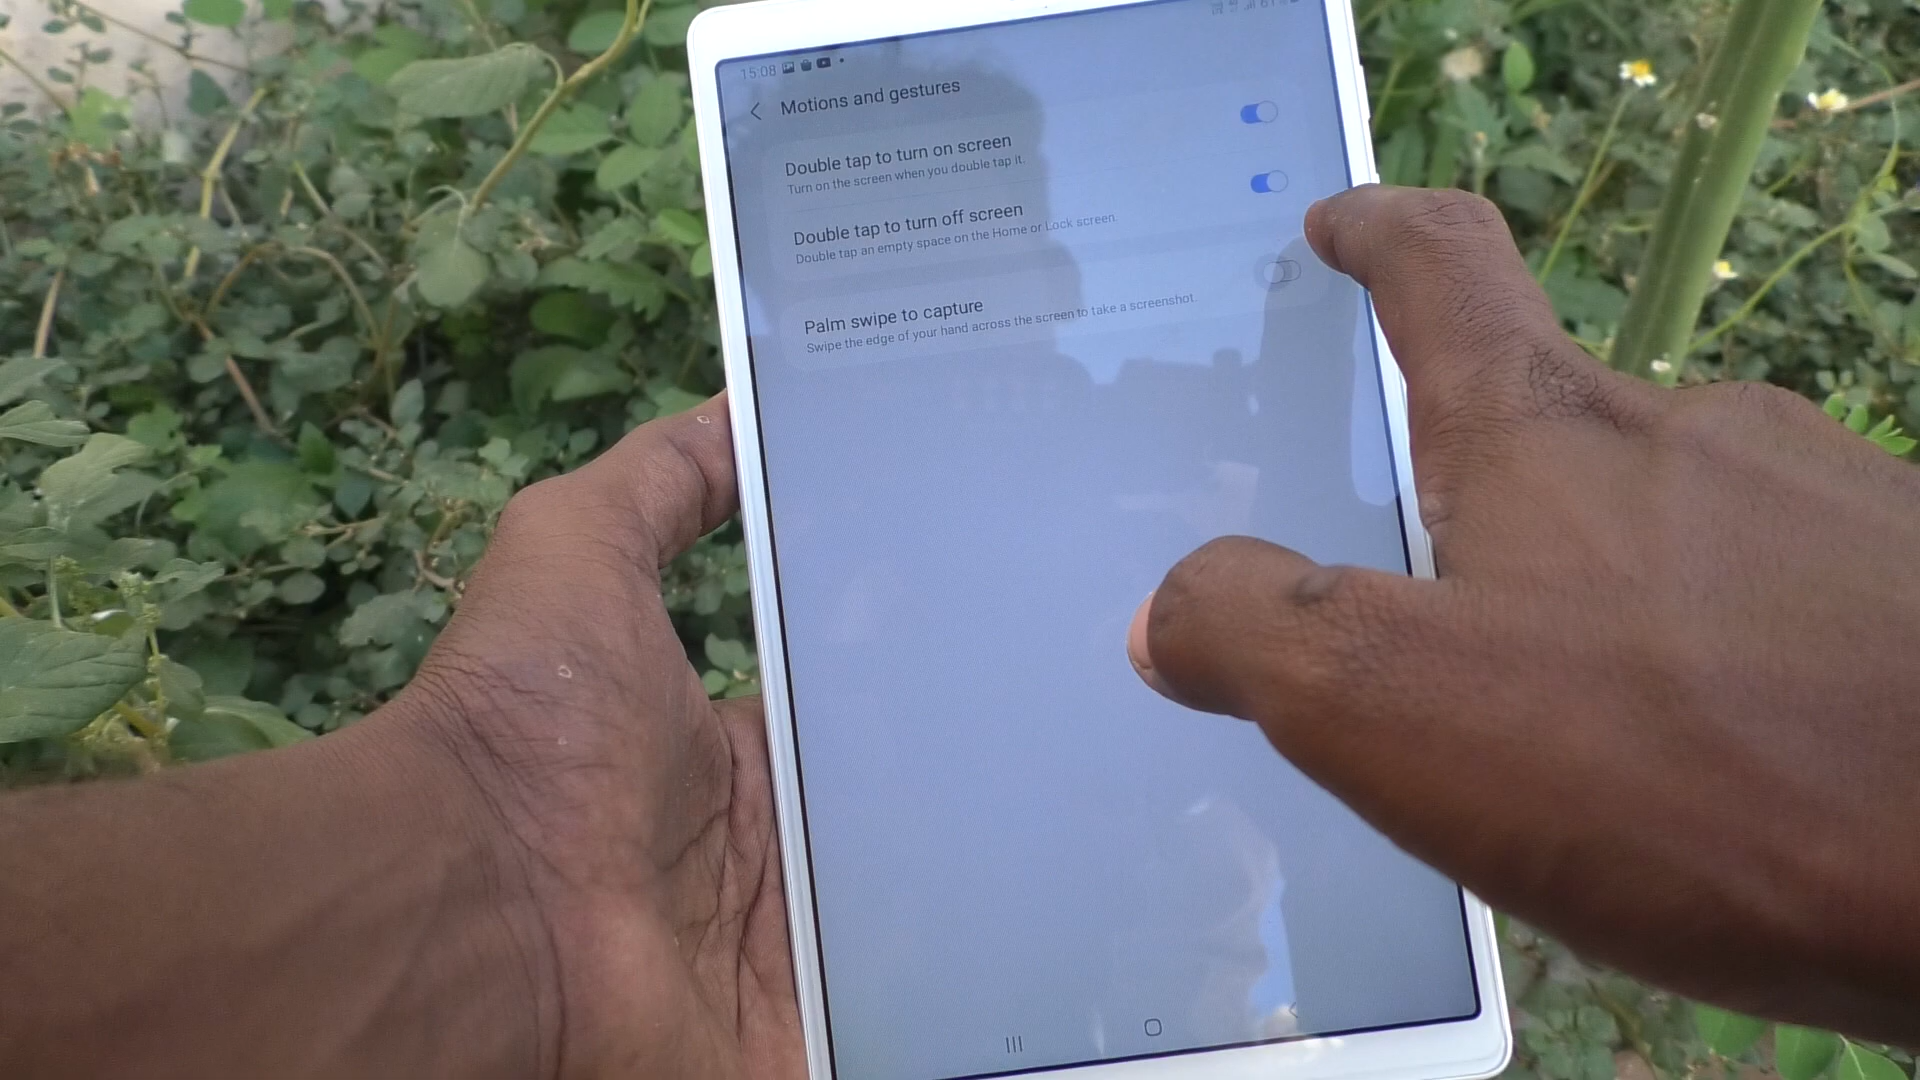 15:08
Motions and gestures
Double tap to turn on screen
Turn on the screen when you double tap it.
Double tap to turn off screen
Double tap an empty space on the Home or Lock screen.
Palm swipe to capture
Swipe the edge of your hand across the screen to take a screenshot.